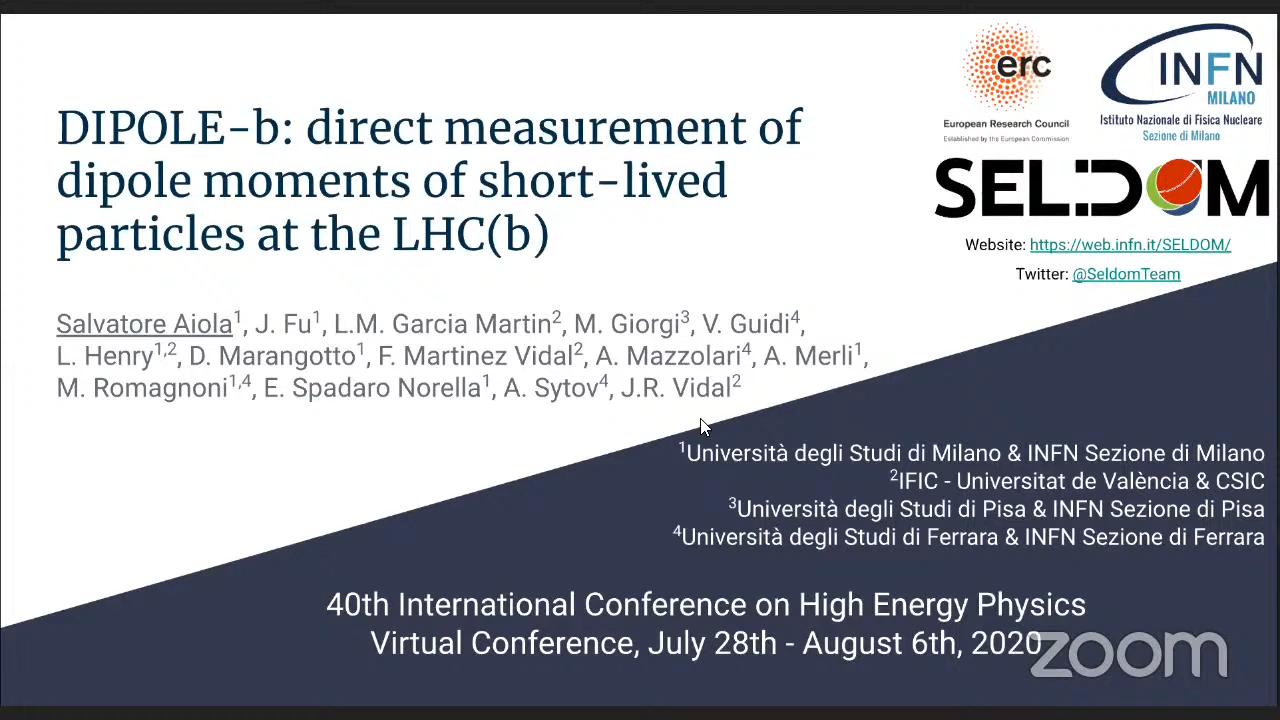 DIPOLE-b: direct measurement of
dipole moments of short-lived
particles at the LHC(b)
erc
European Research Council
Established by the European Commission
INFN
MILANO
Istituto Nazionale di Fisica Nucleare
Sezione di Milano
SELDOM
Website: https://web.infn.it/SELDOM/
Twitter: @SeldomTeam
Salvatore Aiola¹, J. Fu¹, L.M. Garcia Martin², M. Giorgi³, V. Guidi⁴,
L. Henry¹,², D. Marangotto¹, F. Martinez Vidal², A. Mazzolari⁴, A. Merli¹,
M. Romagnoni¹,⁴, E. Spadaro Norella¹, A. Sytov⁴, J.R. Vidal²
¹Università degli Studi di Milano & INFN Sezione di Milano
²IFIC - Universitat de València & CSIC
³Università degli Studi di Pisa & INFN Sezione di Pisa
⁴Università degli Studi di Ferrara & INFN Sezione di Ferrara
40th International Conference on High Energy Physics
Virtual Conference, July 28th - August 6th, 2020
zoom